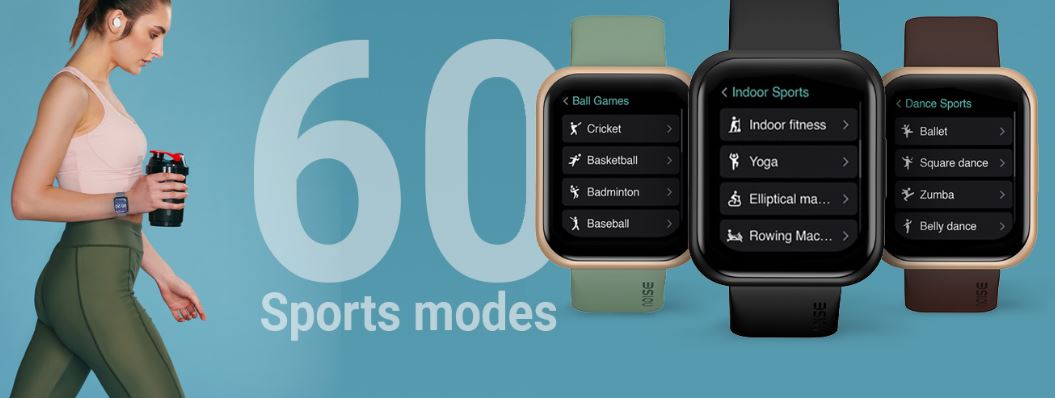 60
Sports modes
Ball Games
Cricket
Basketball
Badminton
Baseball
NOISE
Indoor Sports
Indoor fitness
Yoga
Elliptical ma...
Rowing Mac...
NOISE
Dance Sports
Ballet
Square dance
Zumba
Belly dance
NOISE